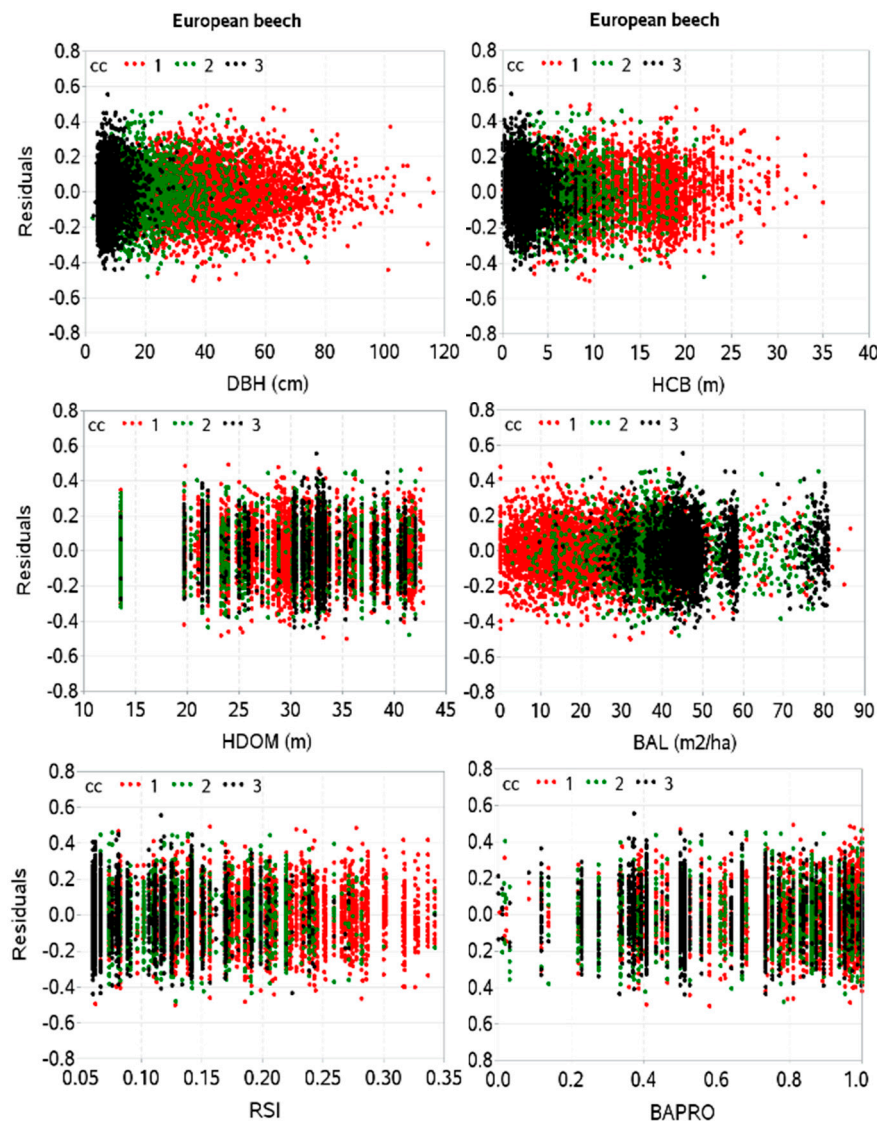 European beech
European beech
0.8
cc 1 2 3
0.6
0.4
0.2
0.0
-0.2
-0.4
-0.6
-0.8
Residuals
0 20 40 60 80 100 120
DBH (cm)
0.8
cc 1 2 3
0.6
0.4
0.2
0.0
-0.2
-0.4
-0.6
-0.8
0 5 10 15 20 25 30 35 40
HCB (m)
0.8
cc 1 2 3
0.6
0.4
0.2
0.0
-0.2
-0.4
-0.6
-0.8
Residuals
10 15 20 25 30 35 40 45
HDOM (m)
0.8
cc 1 2 3
0.6
0.4
0.2
0.0
-0.2
-0.4
-0.6
-0.8
0 10 20 30 40 50 60 70 80 90
BAL (m2/ha)
0.8
cc 1 2 3
0.6
0.4
0.2
0.0
-0.2
-0.4
-0.6
-0.8
Residuals
0.05 0.10 0.15 0.20 0.25 0.30 0.35
RSI
0.8
cc 1 2 3
0.6
0.4
0.2
0.0
0.2
0.4
0.6
0.8
0.0 0.2 0.4 0.6 0.8 1.0
BAPRO